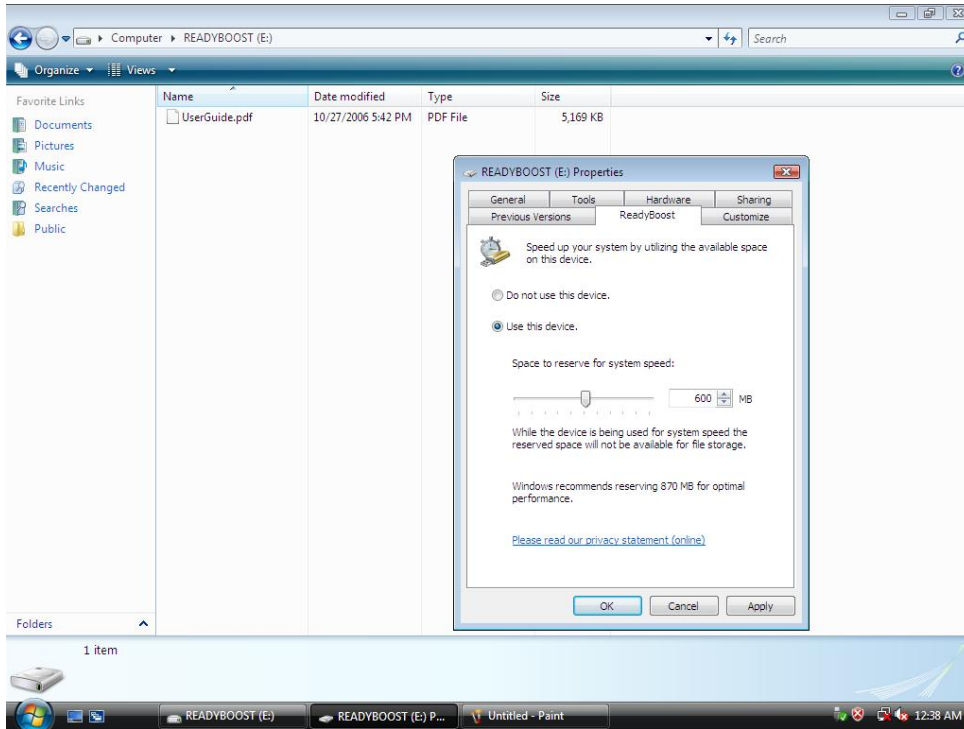 Computer ▸ READYBOOST (E:)
Search
Organize
Views
Favorite Links
Documents
Pictures
Music
Recently Changed
Searches
Public
Folders
Name Date modified Type Size
UserGuide.pdf 10/27/2006 5:42 PM PDF File 5,169 KB
READYBOOST (E:) Properties
General Tools Hardware Sharing
Previous Versions ReadyBoost Customize
Speed up your system by utilizing the available space
on this device.
Do not use this device.
Use this device.
Space to reserve for system speed:
600 MB
While the device is being used for system speed the
reserved space will not be available for file storage.
Windows recommends reserving 870 MB for optimal
performance.
Please read our privacy statement (online)
OK Cancel Apply
1 item
READYBOOST (E:)
READYBOOST (E:) P...
Untitled - Paint
12:38 AM